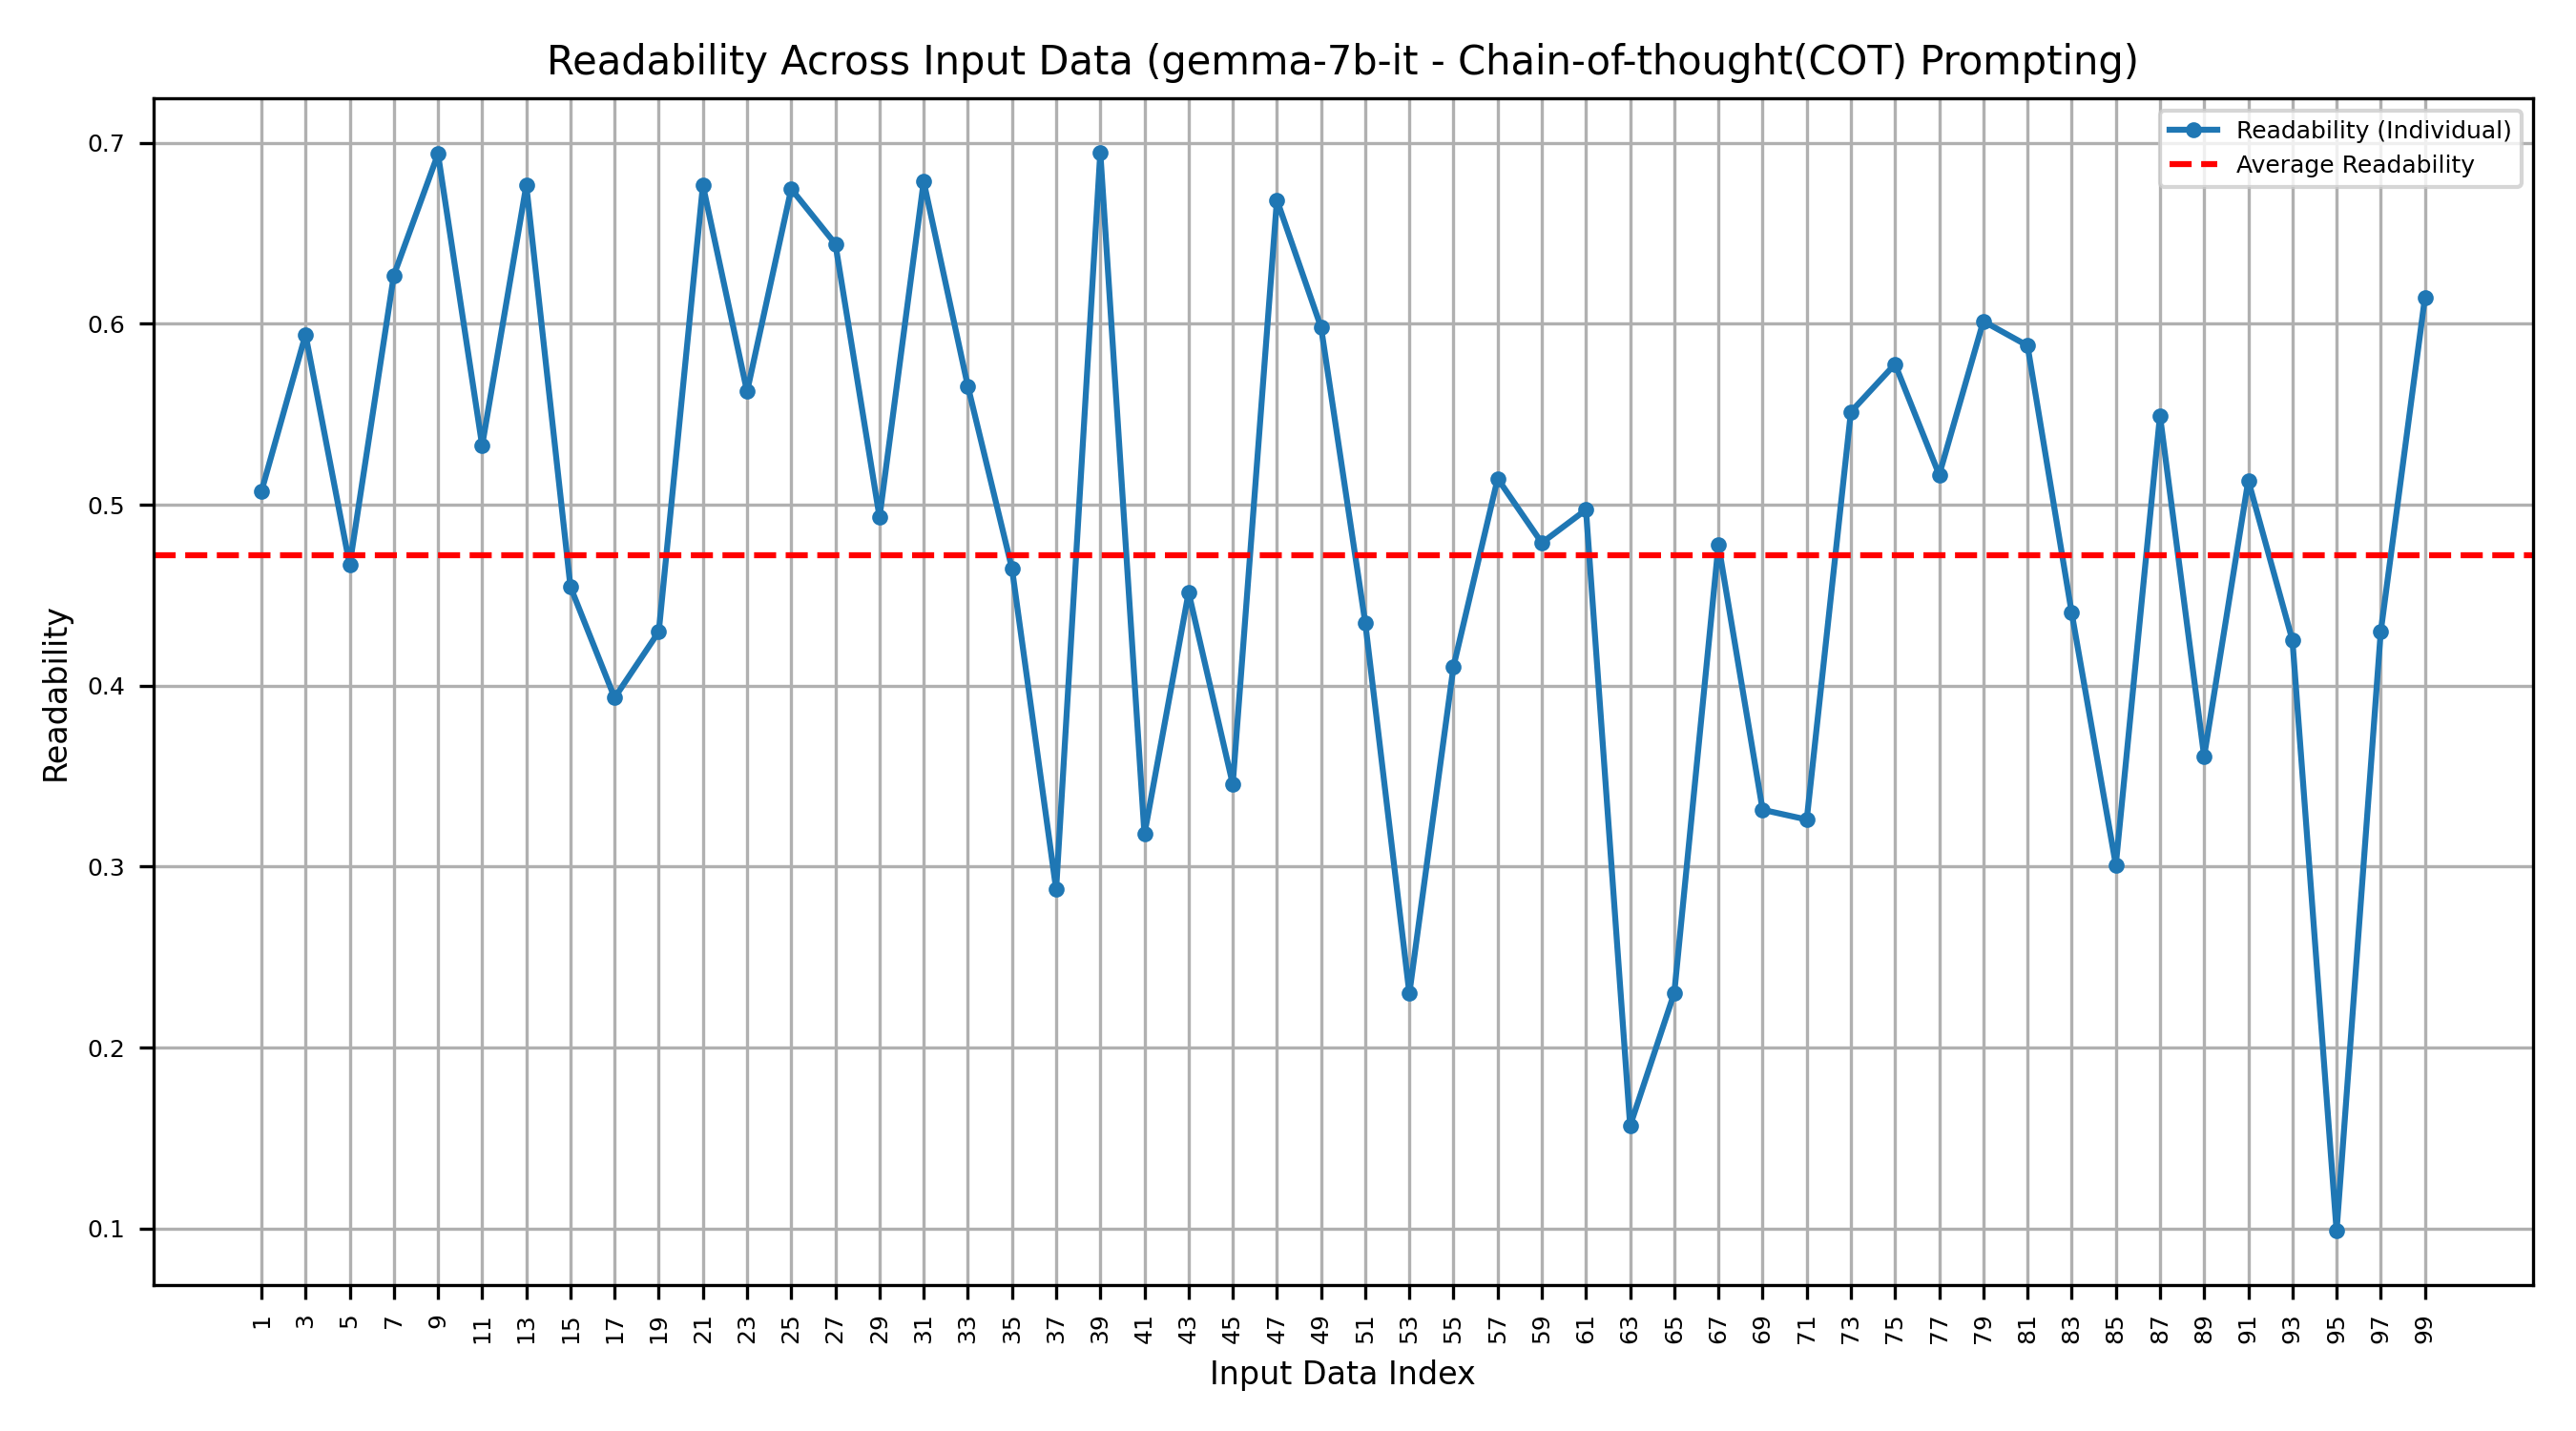 Readability Across Input Data (gemma-7b-it - Chain-of-thought(COT) Prompting)
Readability (Individual)
Average Readability
Readability
0.7
0.6
0.5
0.4
0.3
0.2
0.1
1 3 5 7 9 11 13 15 17 19 21 23 25 27 29 31 33 35 37 39 41 43 45 47 49 51 53 55 57 59 61 63 65 67 69 71 73 75 77 79 81 83 85 87 89 91 93 95 97 99
Input Data Index